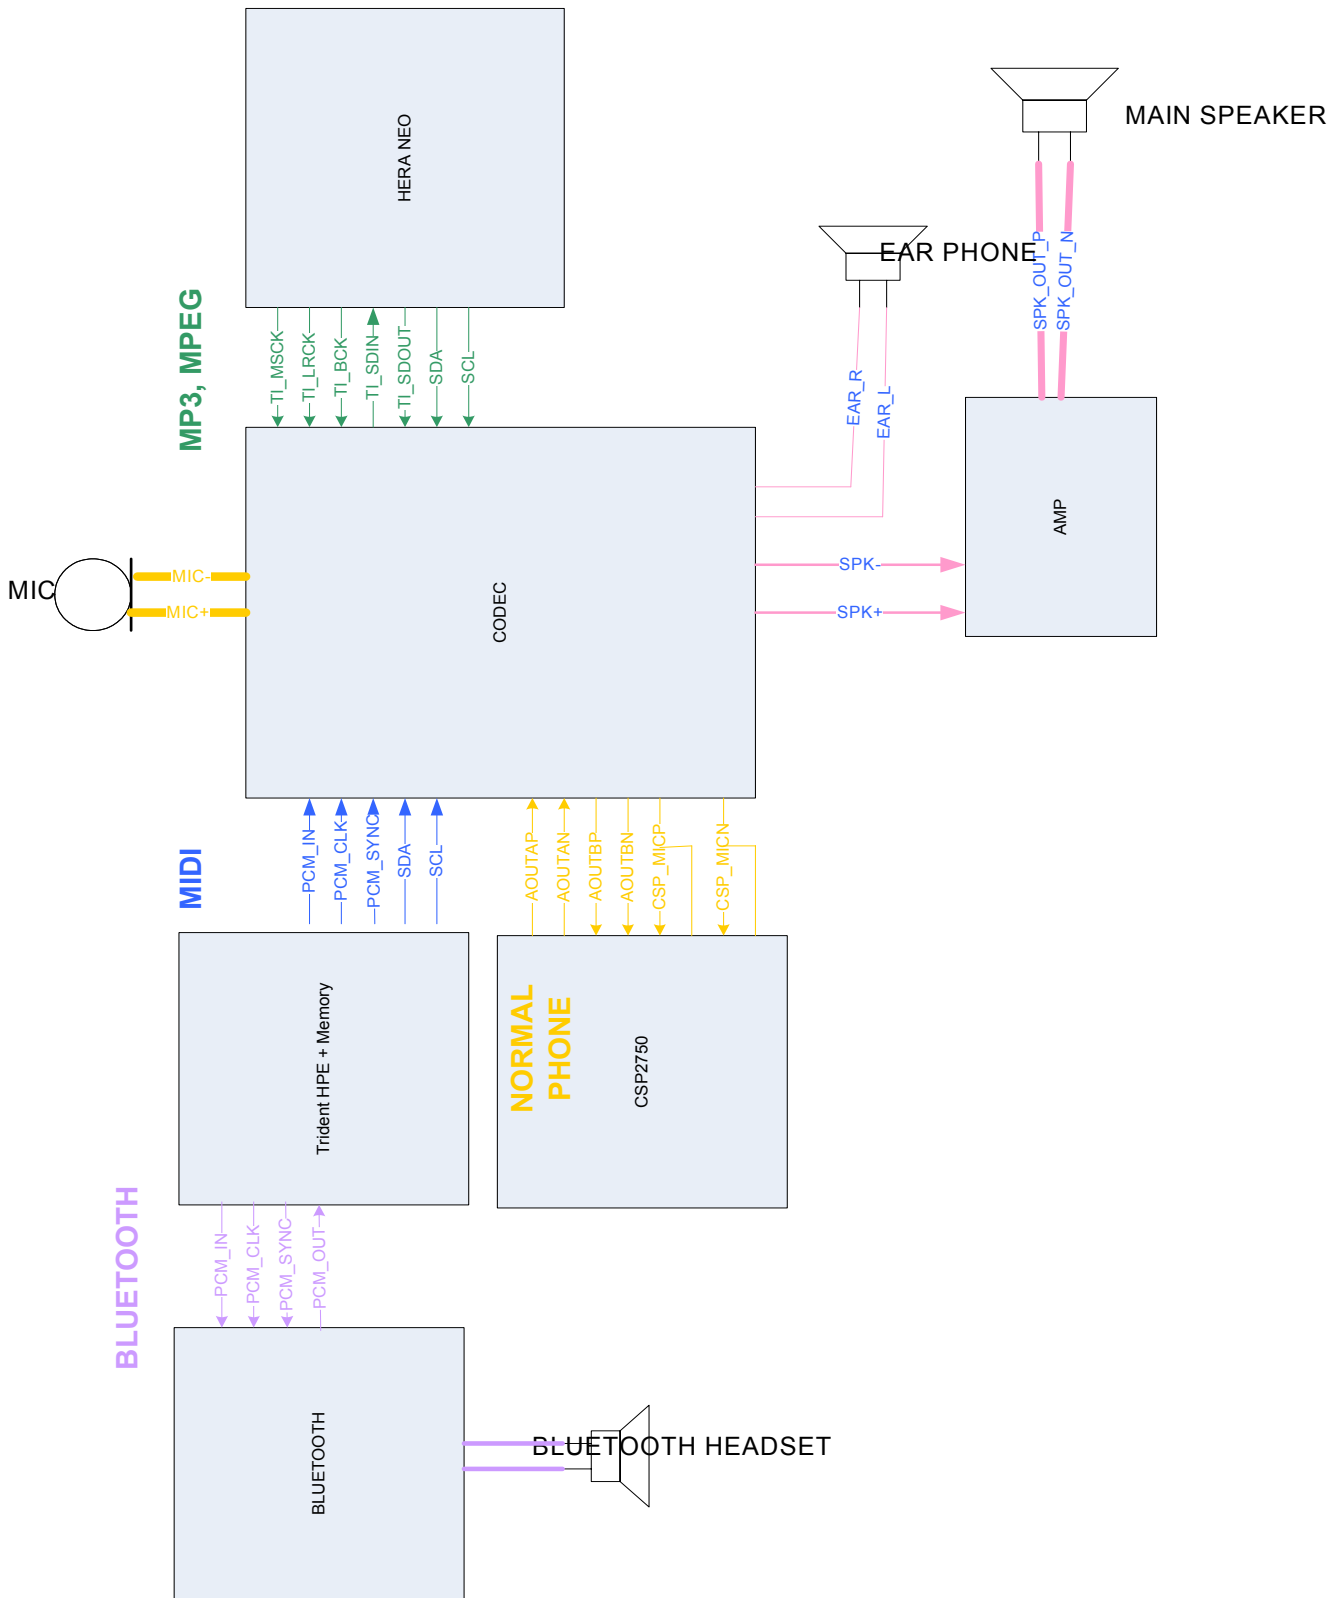 HERA NEO
MAIN SPEAKER
EAR PHONE
SPK_OUT_P
SPK_OUT_N
MP3, MPEG
TI_MSCK
TI_LRCK
TI_BCK
TI_SDIN
TI_SDOUT
SDA
SCL
EAR_R
EAR_L
AMP
MIC
MIC-
MIC+
CODEC
SPK-
SPK+
MIDI
PCM_IN
PCM_CLK
PCM_SYNC
SDA
SCL
AOUTAP
AOUTAN
AOUTBP
AOUTBN
CSP_MICP
CSP_MICN
Trident HPE + Memory
NORMAL
PHONE
CSP2750
BLUETOOTH
PCM_IN
PCM_CLK
PCM_SYNC
PCM_OUT
BLUETOOTH
BLUETOOTH HEADSET